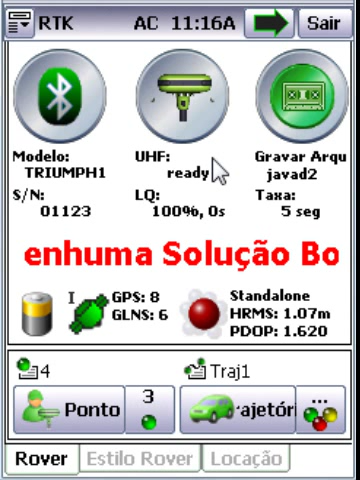 RTK AC 11:16A Sair
Modelo: UHF: Gravar Arqu
TRIUMPH1 ready javad2
S/N: LQ: Taxa:
01123 100%, 0s 5 seg
enhuma Solução Bo
I GPS: 8 Standalone
GLNS: 6 HRMS: 1.07m
PDOP: 1.620
4 Traj1
Ponto 3 ajetóri ...
Rover Estilo Rover Locação